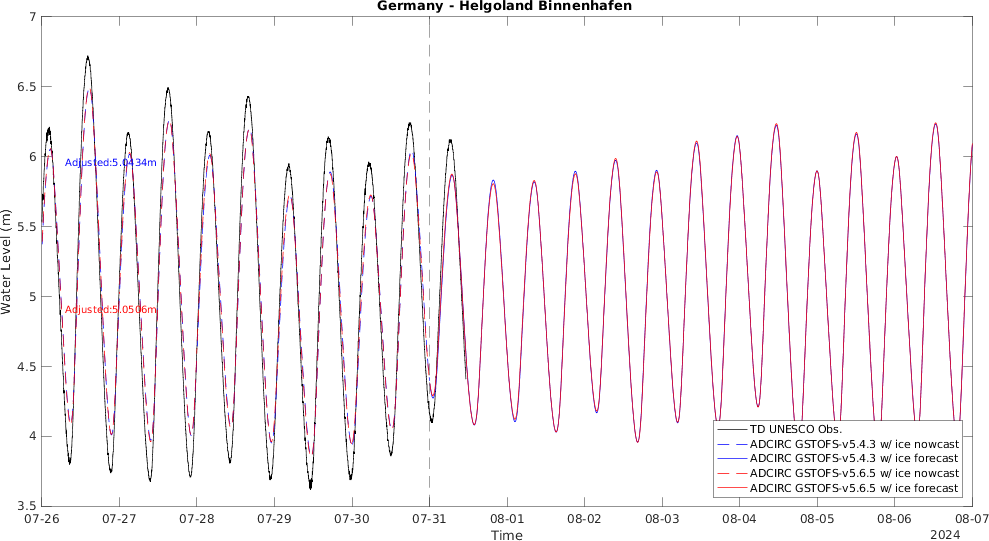 Germany - Helgoland Binnenhafen
7
6.5
6
5.5
5
4.5
4
3.5
Water Level (m)
Adjusted:5.0434m
Adjusted:5.0506m
TD UNESCO Obs.
ADCIRC GSTOFS-v5.4.3 w/ ice nowcast
ADCIRC GSTOFS-v5.4.3 w/ ice forecast
ADCIRC GSTOFS-v5.6.5 w/ ice nowcast
ADCIRC GSTOFS-v5.6.5 w/ ice forecast
07-26 07-27 07-28 07-29 07-30 07-31 08-01 08-02 08-03 08-04 08-05 08-06 08-07
Time
2024